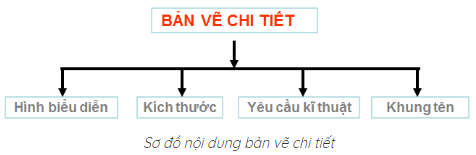 BẢN VẼ CHI TIẾT
Hình biểu diễn Kích thước Yêu cầu kĩ thuật Khung tên
Sơ đồ nội dung bản vẽ chi tiết